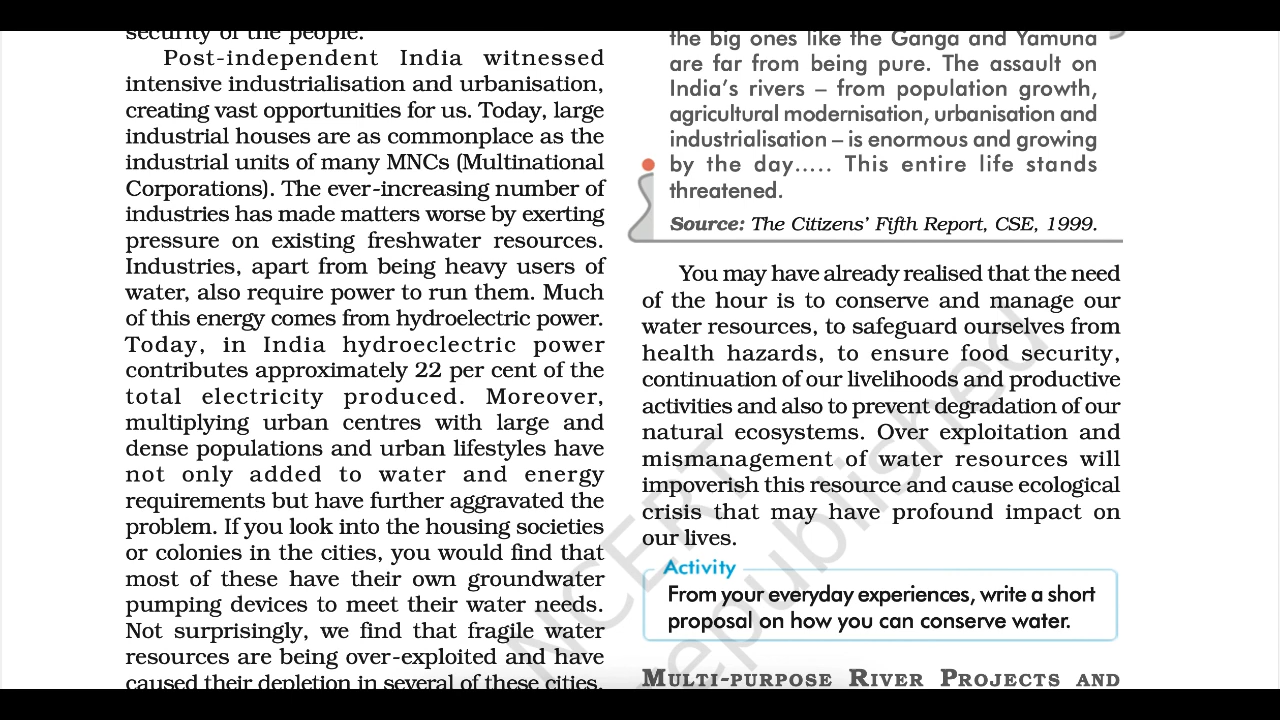 security of the people.
Post-independent India witnessed
intensive industrialisation and urbanisation,
creating vast opportunities for us. Today, large
industrial houses are as commonplace as the
industrial units of many MNCs (Multinational
Corporations). The ever-increasing number of
industries has made matters worse by exerting
pressure on existing freshwater resources.
Industries, apart from being heavy users of
water, also require power to run them. Much
of this energy comes from hydroelectric power.
Today, in India hydroelectric power
contributes approximately 22 per cent of the
total electricity produced. Moreover,
multiplying urban centres with large and
dense populations and urban lifestyles have
not only added to water and energy
requirements but have further aggravated the
problem. If you look into the housing societies
or colonies in the cities, you would find that
most of these have their own groundwater
pumping devices to meet their water needs.
Not surprisingly, we find that fragile water
resources are being over-exploited and have
caused their depletion in several of these cities.
the big ones like the Ganga and Yamuna
are far from being pure. The assault on
India's rivers – from population growth,
agricultural modernisation, urbanisation and
industrialisation – is enormous and growing
by the day..... This entire life stands
threatened.
Source: The Citizens' Fifth Report, CSE, 1999.
You may have already realised that the need
of the hour is to conserve and manage our
water resources, to safeguard ourselves from
health hazards, to ensure food security,
continuation of our livelihoods and productive
activities and also to prevent degradation of our
natural ecosystems. Over exploitation and
mismanagement of water resources will
impoverish this resource and cause ecological
crisis that may have profound impact on
our lives.
Activity
From your everyday experiences, write a short
proposal on how you can conserve water.
MULTI-PURPOSE RIVER PROJECTS AND
NCERT
republished